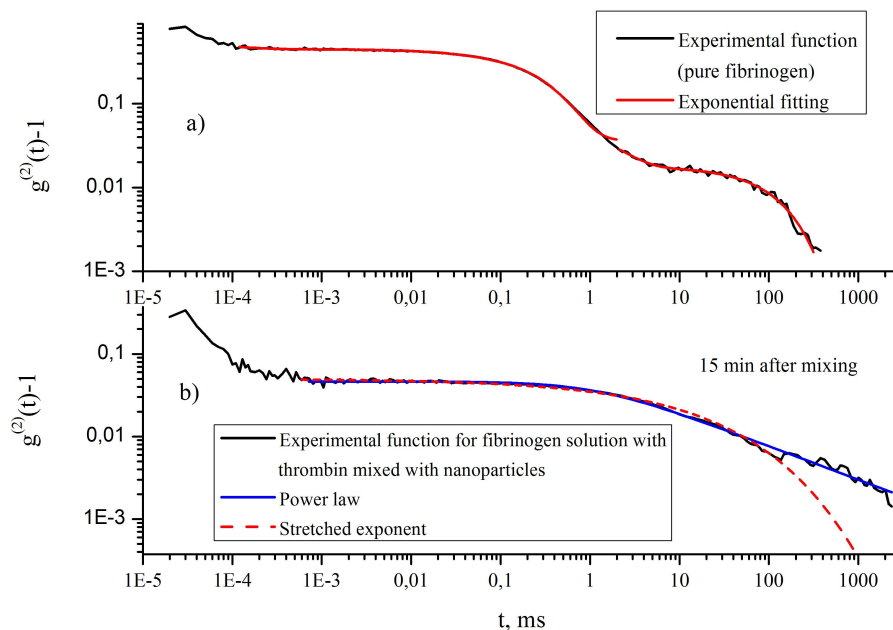 Experimental function
(pure fibrinogen)
Exponential fitting
a)
g(2)(t)-1
0,1
0,01
1E-3
1E-5 1E-4 1E-3 0,01 0,1 1 10 100 1000
15 min after mixing
b)
g(2)(t)-1
0,1
0,01
1E-3
Experimental function for fibrinogen solution with
thrombin mixed with nanoparticles
Power law
Stretched exponent
1E-5 1E-4 1E-3 0,01 0,1 1 10 100 1000
t, ms